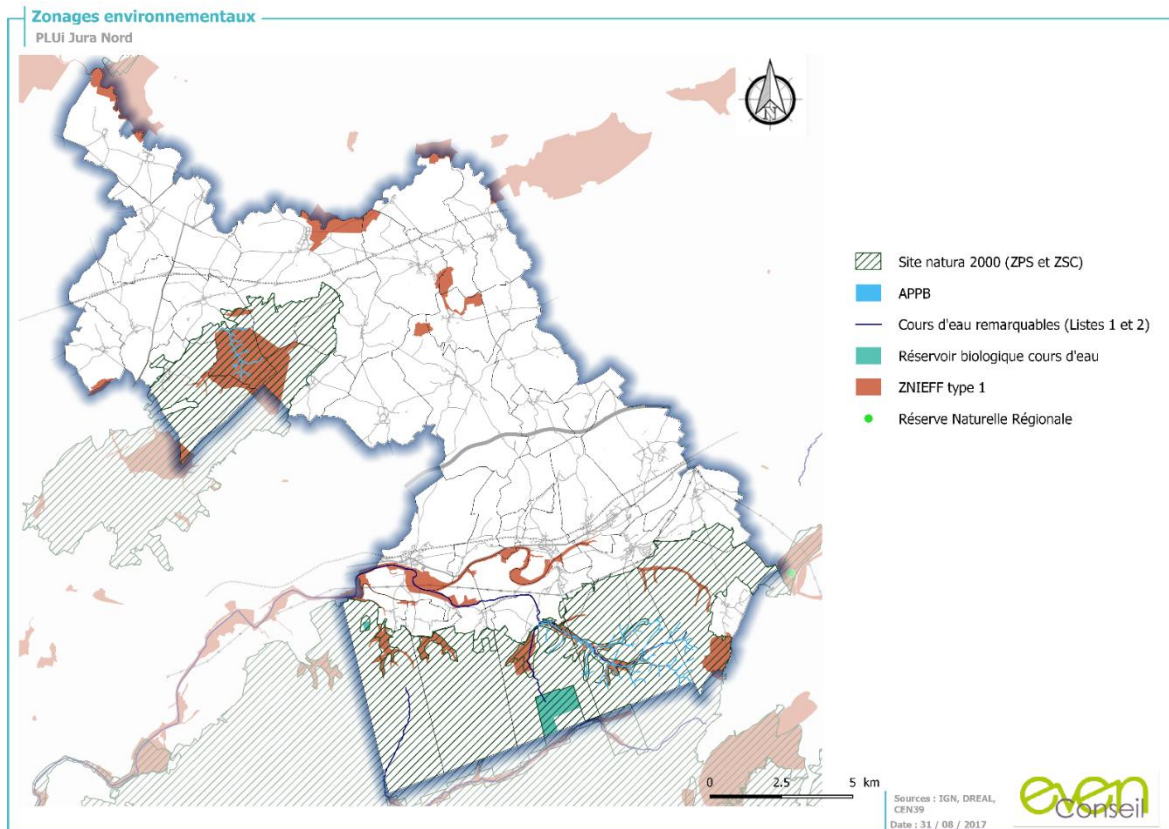 Zonages environnementaux
PLUi Jura Nord
N
Site natura 2000 (ZPS et ZSC)
APPB
Cours d'eau remarquables (Listes 1 et 2)
Réservoir biologique cours d'eau
ZNIEFF type 1
Réserve Naturelle Régionale
0 2.5 5 km
Sources : IGN, DREAL,
CEN39
Date : 31 / 08 / 2017
even
Conseil